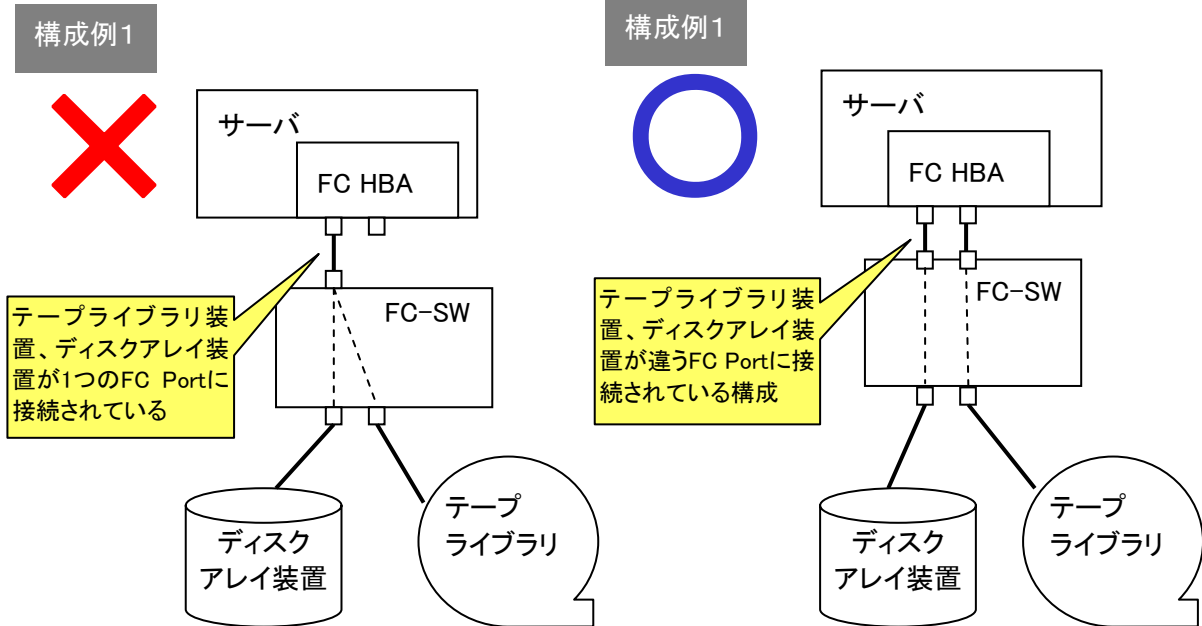 構成例1
サーバ
FC HBA
テープライブラリ装
置、ディスクアレイ装
置が1つのFC Portに
接続されている
FC-SW
ディスク
アレイ装置
テープ
ライブラリ
構成例1
サーバ
FC HBA
テープライブラリ装
置、ディスクアレイ装
置が違うFC Portに接
続されている構成
FC-SW
ディスク
アレイ装置
テープ
ライブラリ